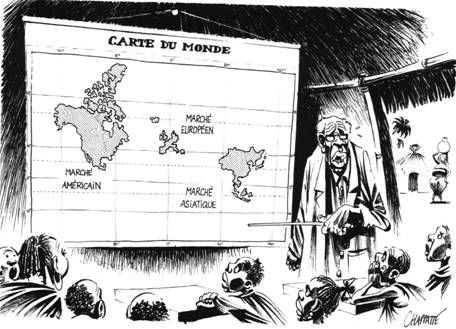 CARTE DU MONDE
MARCHÉ
EUROPÉEN
MARCHÉ
AMÉRICAIN
MARCHÉ
ASIATIQUE
CHAPPATTE